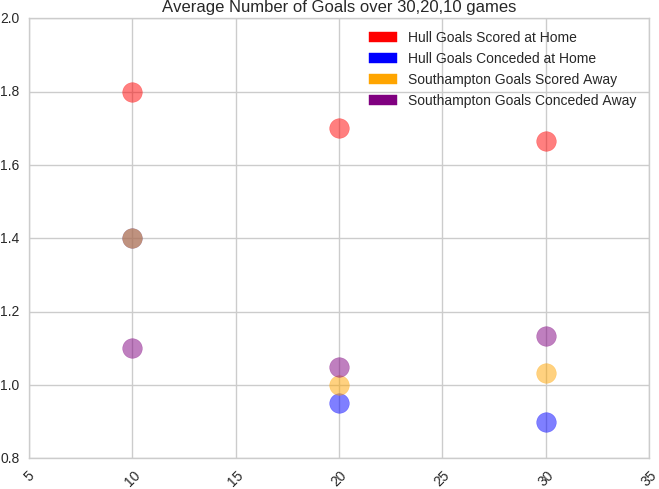 Average Number of Goals over 30,20,10 games
2.0
Hull Goals Scored at Home
Hull Goals Conceded at Home
Southampton Goals Scored Away
Southampton Goals Conceded Away
1.8
1.6
1.4
1.2
1.0
0.8
5 10 15 20 25 30 35